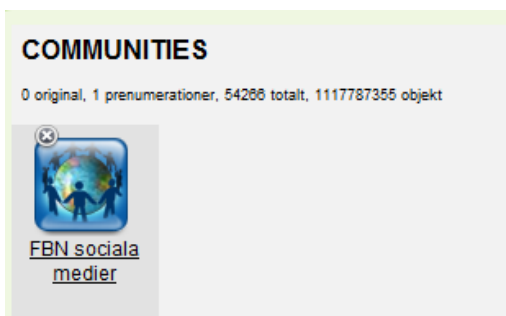 COMMUNITIES
0 original, 1 prenumerationer, 54266 totalt, 1117787355 objekt
FBN sociala
medier